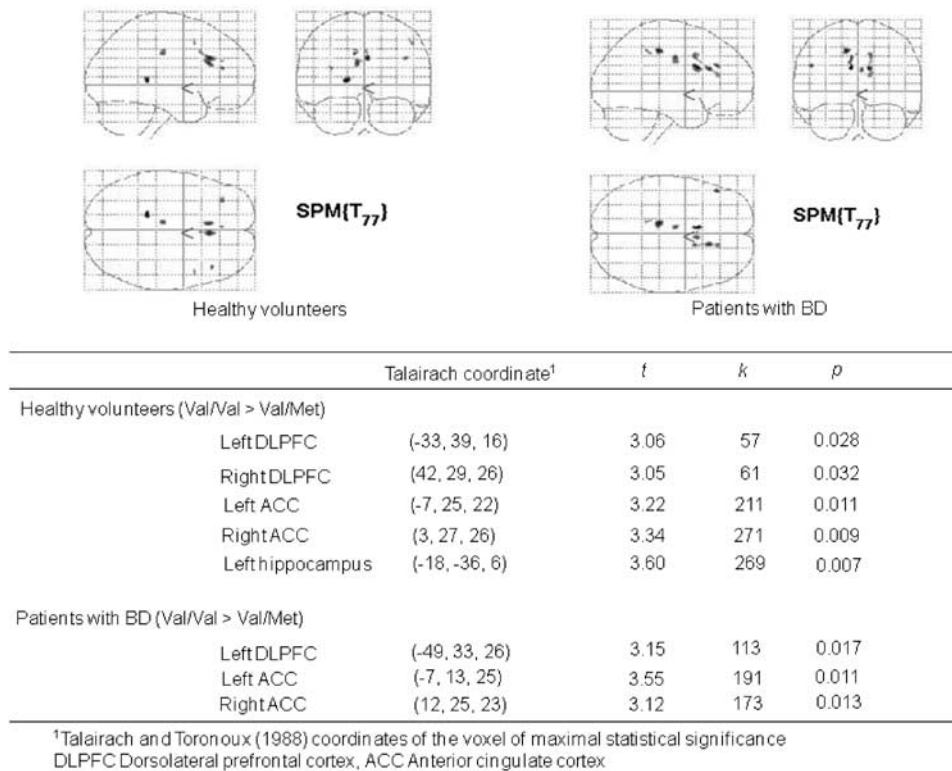 SPM{T77}
SPM{T77}
Healthy volunteers
Patients with BD
Talairach coordinate1 t k p
Healthy volunteers (Val/Val > Val/Met)
Left DLPFC (-33, 39, 16) 3.06 57 0.028
Right DLPFC (42, 29, 26) 3.05 61 0.032
Left ACC (-7, 25, 22) 3.22 211 0.011
Right ACC (3, 27, 26) 3.34 271 0.009
Left hippocampus (-18, -36, 6) 3.60 269 0.007
Patients with BD (Val/Val > Val/Met)
Left DLPFC (-49, 33, 26) 3.15 113 0.017
Left ACC (-7, 13, 25) 3.55 191 0.011
Right ACC (12, 25, 23) 3.12 173 0.013
1Talairach and Toronoux (1988) coordinates of the voxel of maximal statistical significance
DLPFC Dorsolateral prefrontal cortex, ACC Anterior cingulate cortex